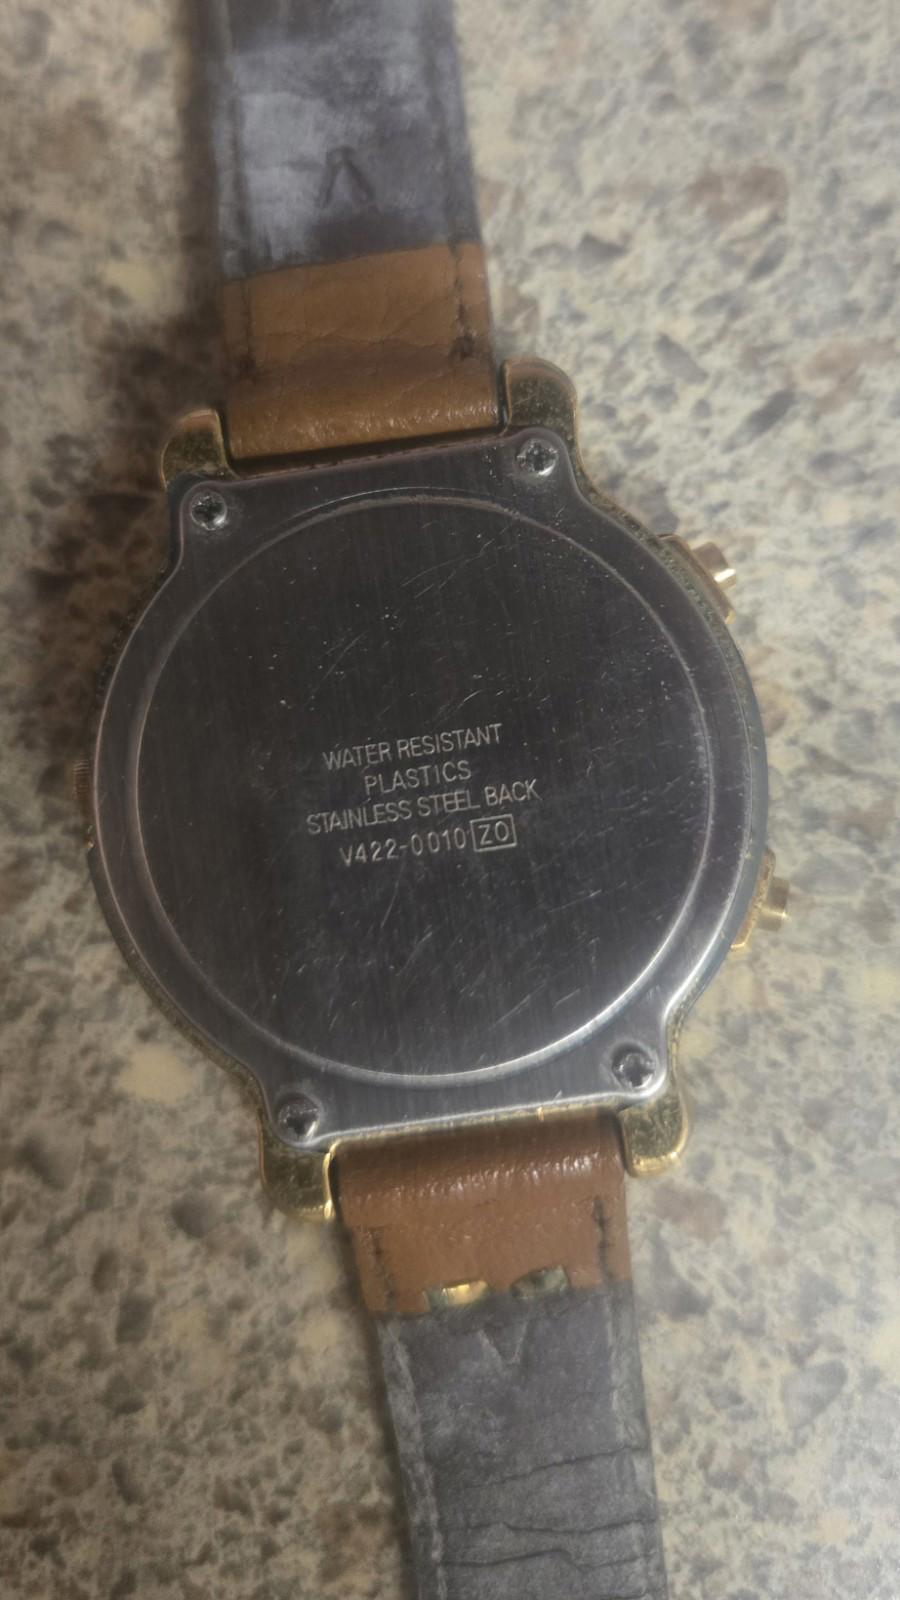 WATER RESISTANT
PLASTICS
STAINLESS STEEL BACK
V422-0010 ZO